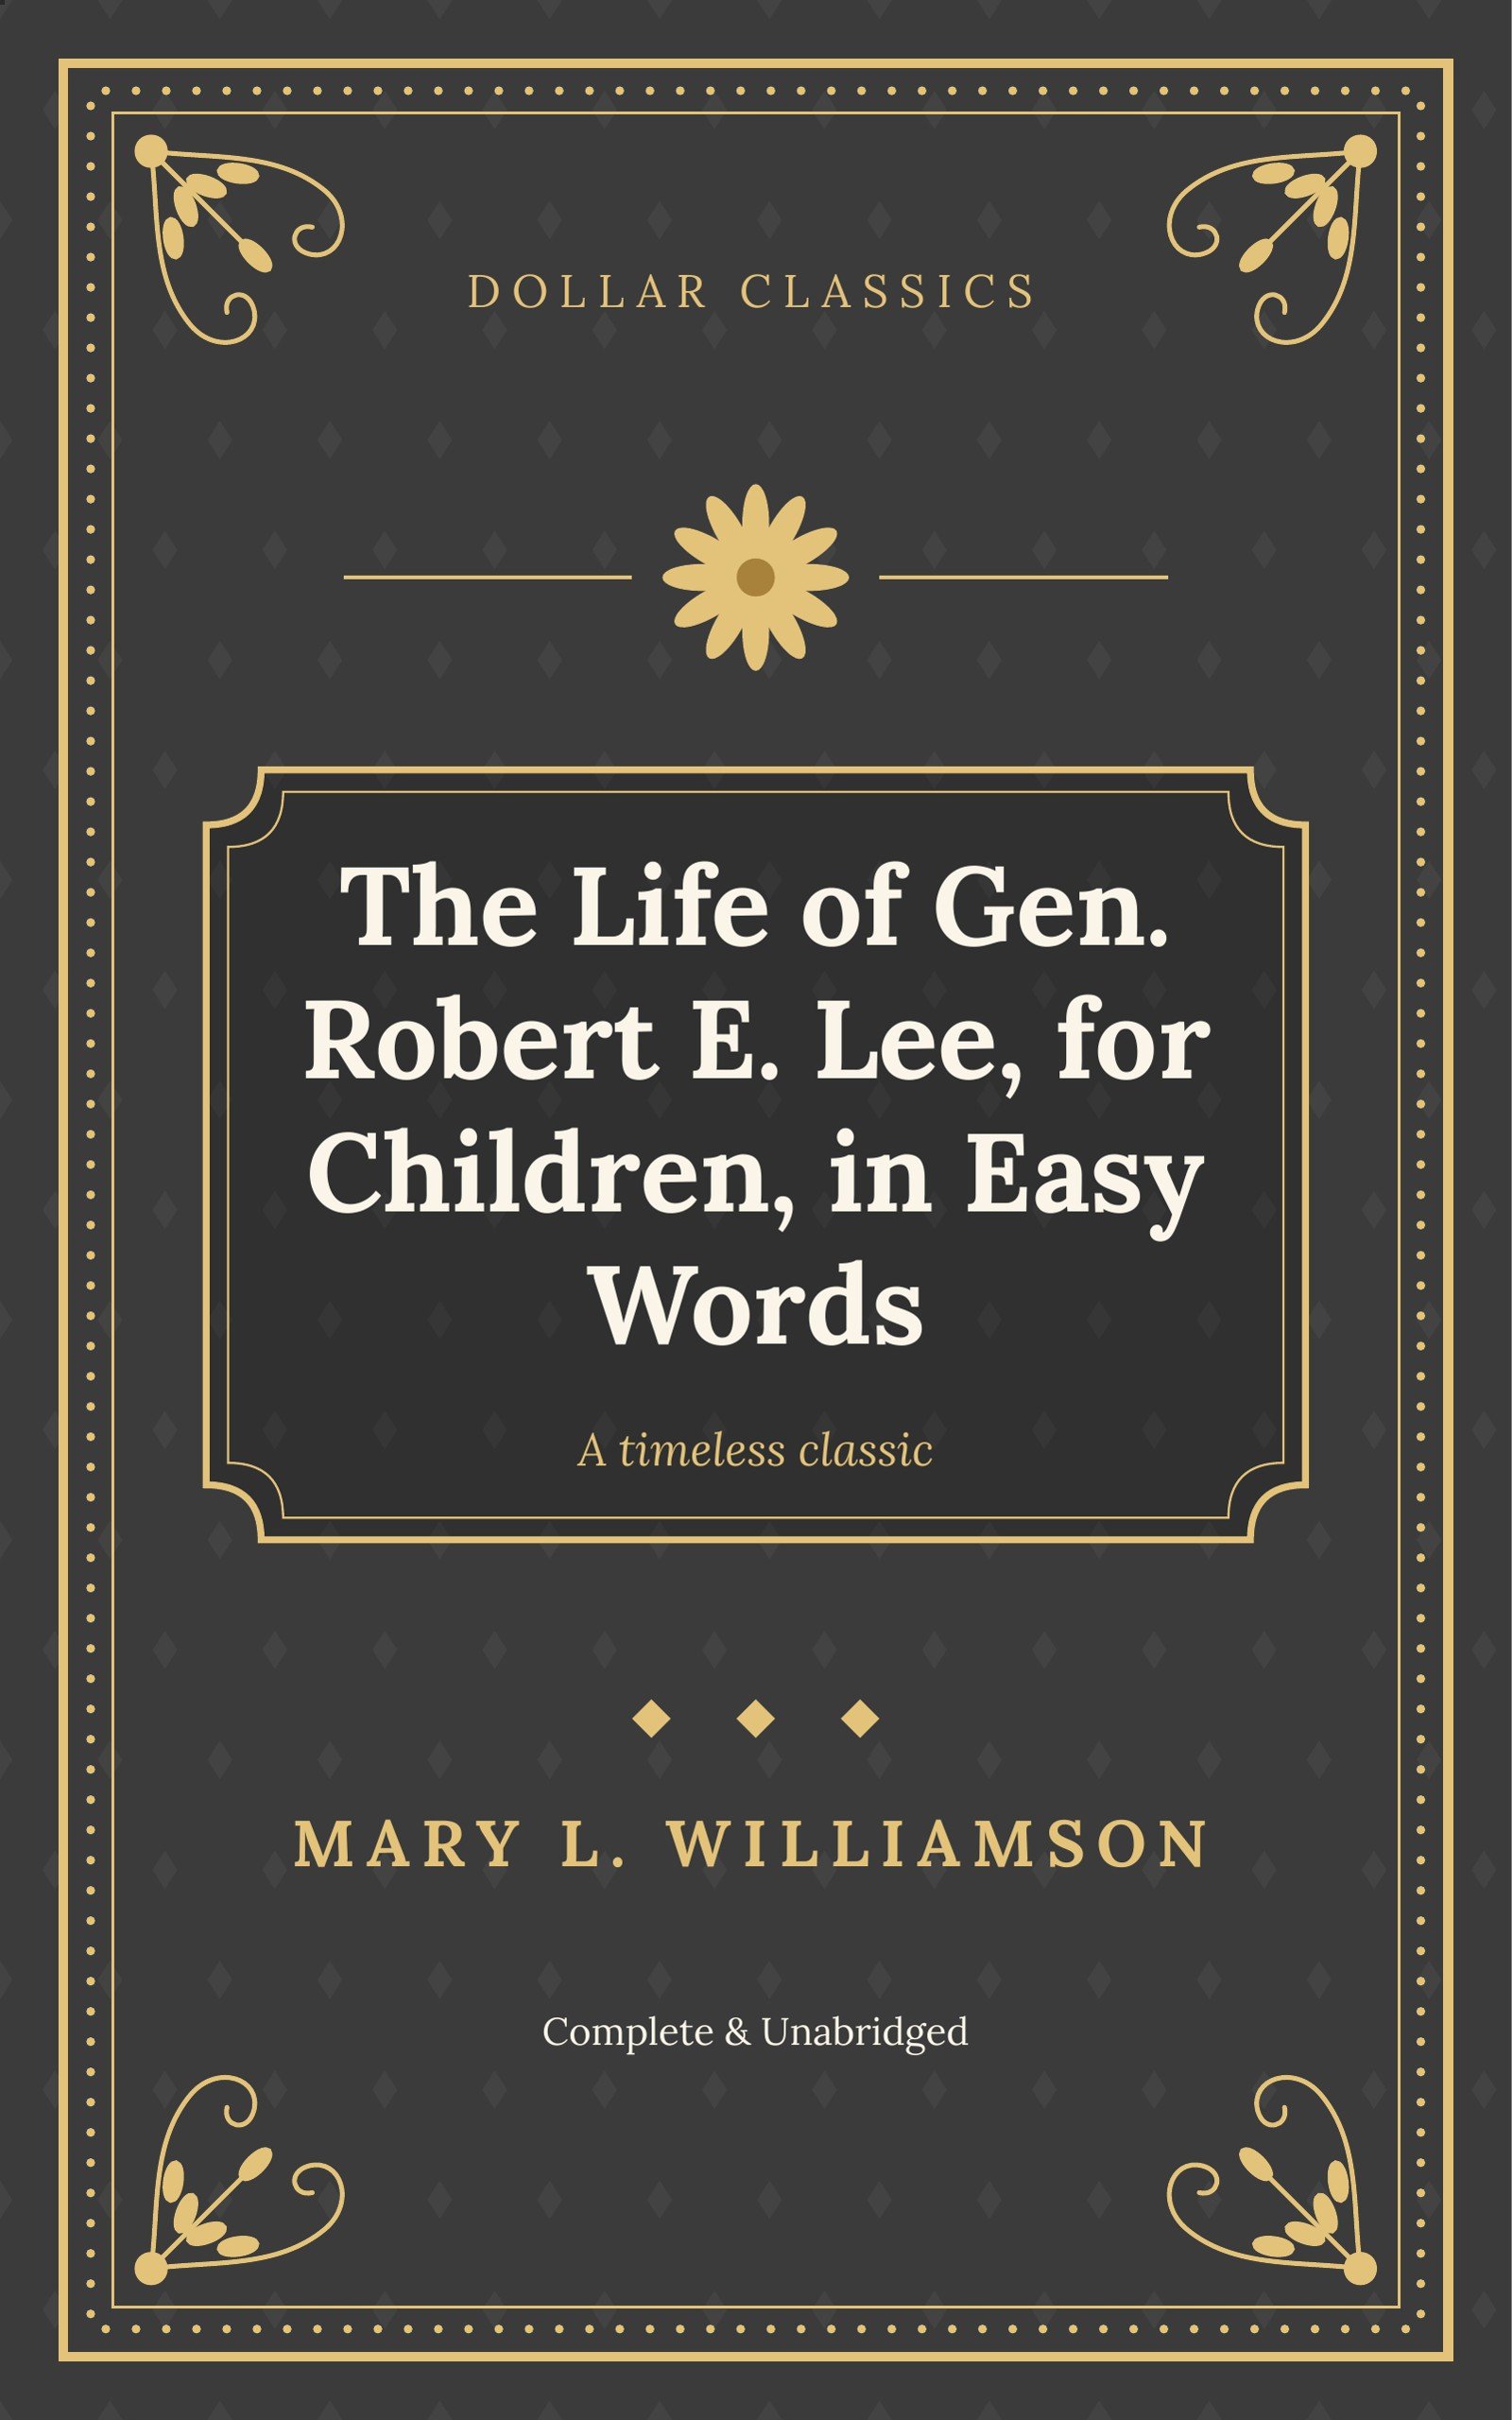 DOLLAR CLASSICS
The Life of Gen.
Robert E. Lee, for
Children, in Easy
Words
A timeless classic
MARY L. WILLIAMSON
Complete & Unabridged